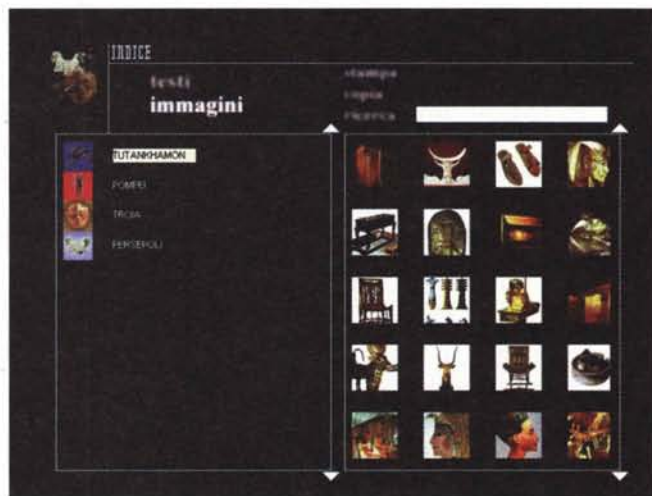 INDICE
testi
immagini
stampa
copia
ricerca
TUTANKHAMON
POMPEI
TROIA
PERSEPOLI